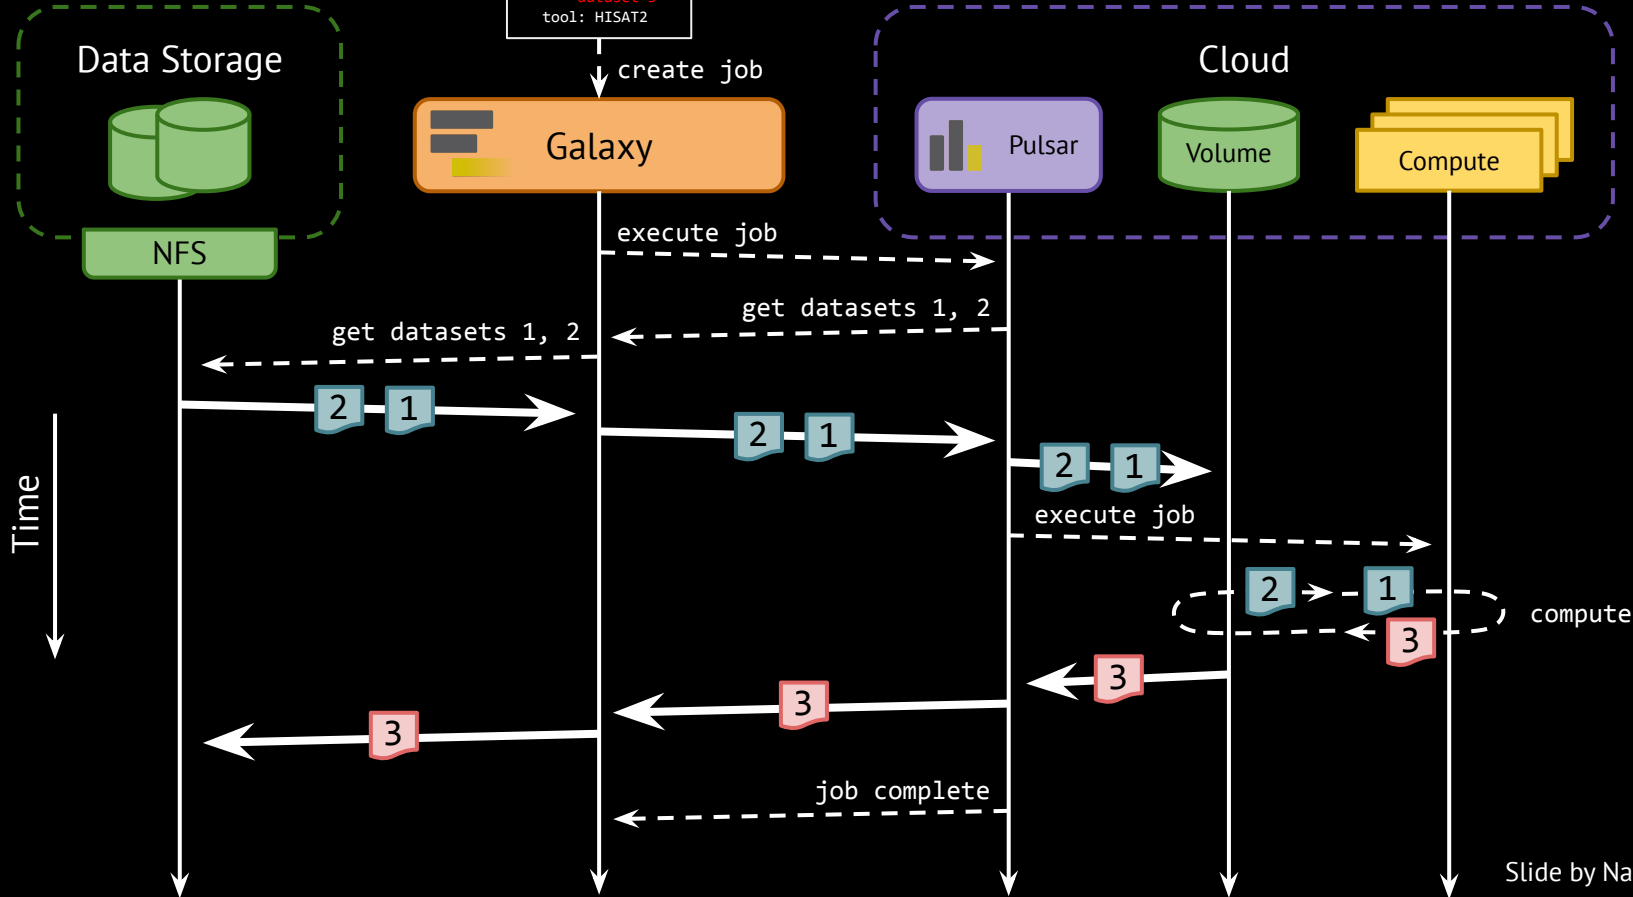 tool: HISAT2
create job
Data Storage
Cloud
Galaxy
Pulsar
Volume
Compute
NFS
execute job
get datasets 1, 2
get datasets 1, 2
2 1
2 1
2 1
Time
execute job
2 1
compute
3
3
3
3
job complete
Slide by Na